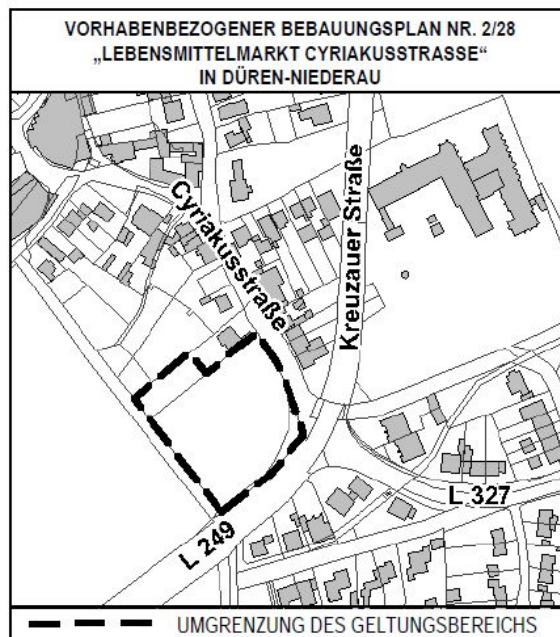 VORHABENBEZOGENER BEBAUUNGSPLAN NR. 2/28
„LEBENSMITTELMARKT CYRIAKUSSTRASSE“
IN DÜREN-NIEDERAU
Cyriakusstraße
Kreuzauer Straße
L 327
L 249
UMGRENZUNG DES GELTUNGSBEREICHS